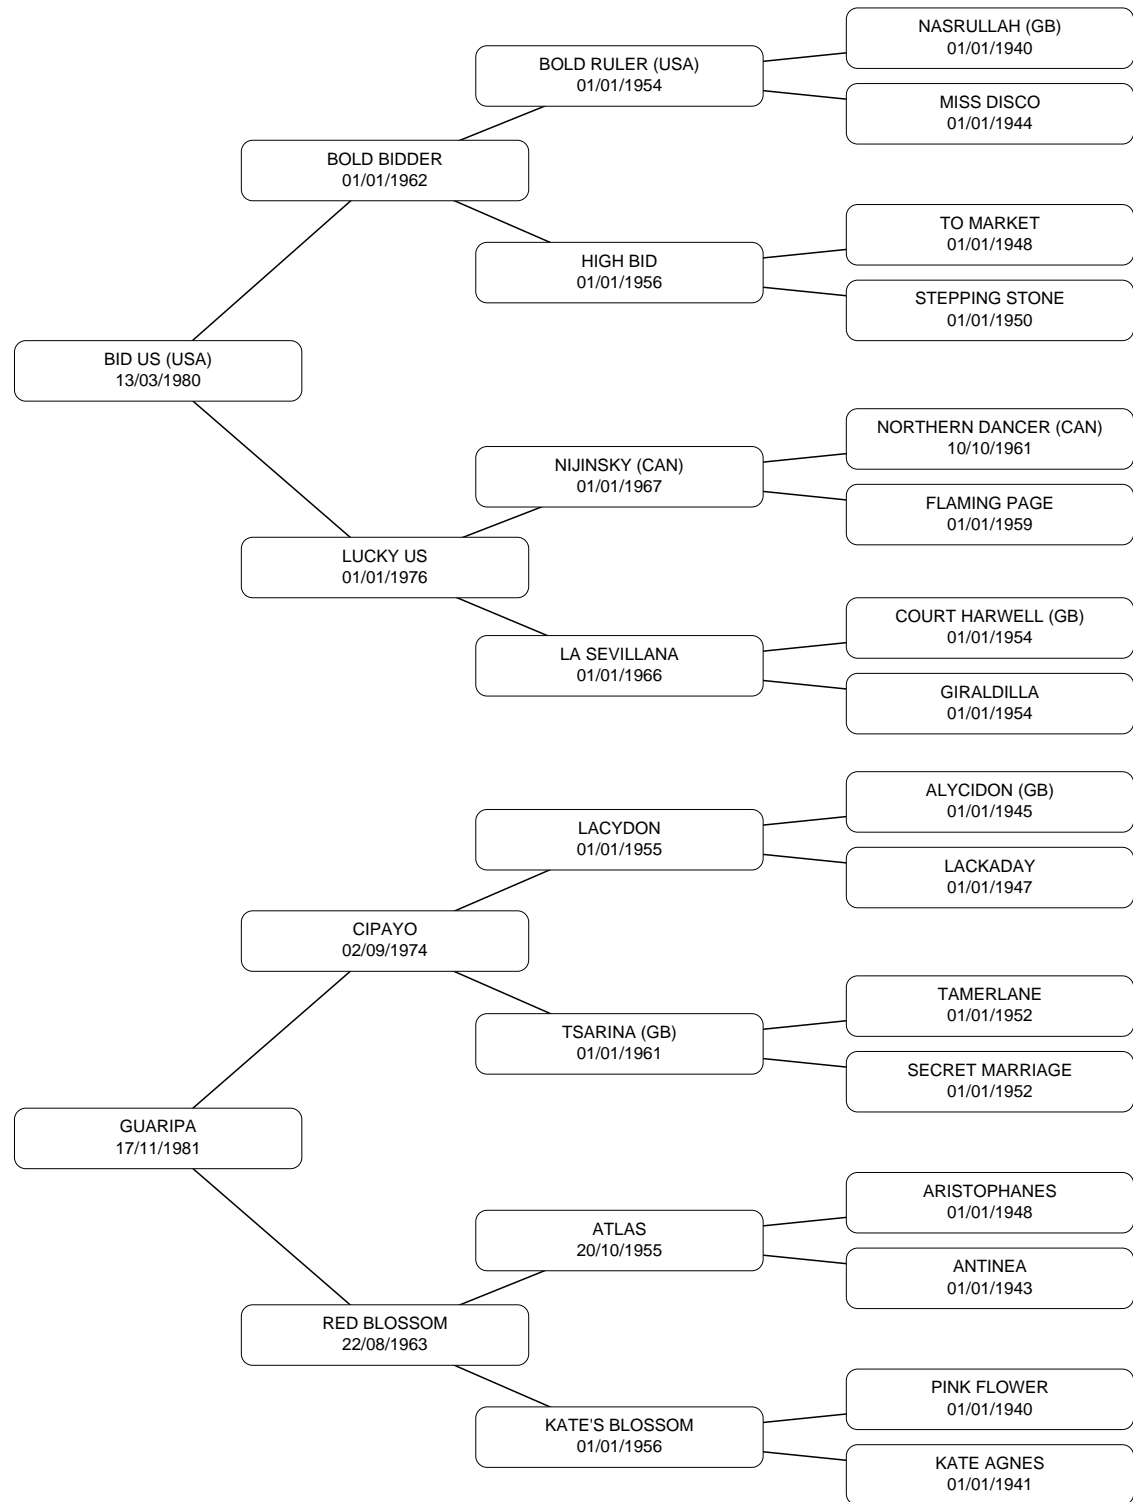 NASRULLAH (GB)
01/01/1940
BOLD RULER (USA)
01/01/1954
MISS DISCO
01/01/1944
BOLD BIDDER
01/01/1962
TO MARKET
01/01/1948
HIGH BID
01/01/1956
STEPPING STONE
01/01/1950
BID US (USA)
13/03/1980
NORTHERN DANCER (CAN)
10/10/1961
NIJINSKY (CAN)
01/01/1967
FLAMING PAGE
01/01/1959
LUCKY US
01/01/1976
COURT HARWELL (GB)
01/01/1954
LA SEVILLANA
01/01/1966
GIRALDILLA
01/01/1954
ALYCIDON (GB)
01/01/1945
LACYDON
01/01/1955
LACKADAY
01/01/1947
CIPAYO
02/09/1974
TAMERLANE
01/01/1952
TSARINA (GB)
01/01/1961
SECRET MARRIAGE
01/01/1952
GUARIPA
17/11/1981
ARISTOPHANES
01/01/1948
ATLAS
20/10/1955
ANTINEA
01/01/1943
RED BLOSSOM
22/08/1963
PINK FLOWER
01/01/1940
KATE'S BLOSSOM
01/01/1956
KATE AGNES
01/01/1941